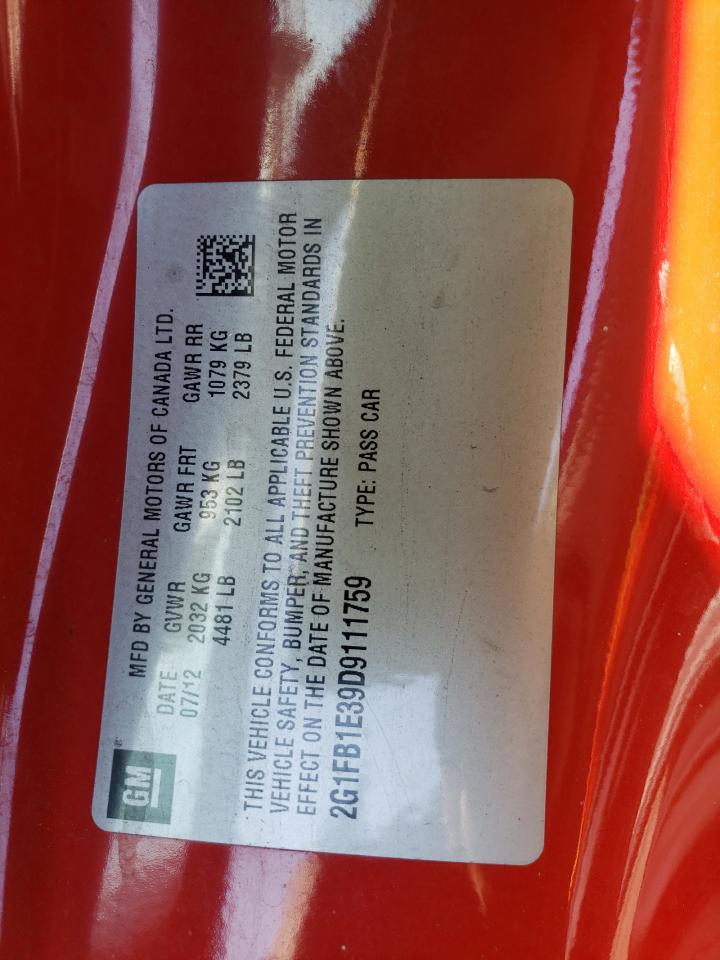 GM
MFD BY GENERAL MOTORS OF CANADA LTD.
DATE GVWR GAWR FRT GAWR RR
07/12 2032 KG 953 KG 1079 KG
4481 LB 2102 LB 2379 LB
THIS VEHICLE CONFORMS TO ALL APPLICABLE U.S. FEDERAL MOTOR
VEHICLE SAFETY, BUMPER, AND THEFT PREVENTION STANDARDS IN
EFFECT ON THE DATE OF MANUFACTURE SHOWN ABOVE.
2G1FB1E39D9111759 TYPE: PASS CAR